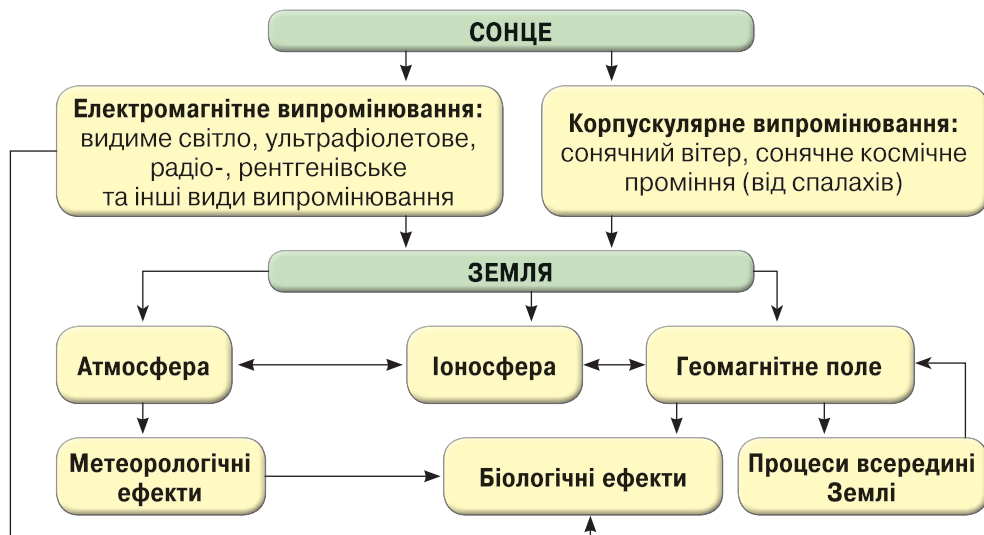 СОНЦЕ
Електромагнітне випромінювання:
видиме світло, ультрафіолетове,
радіо-, рентгенівське
та інші види випромінювання
Корпускулярне випромінювання:
сонячний вітер, сонячне космічне
проміння (від спалахів)
ЗЕМЛЯ
Атмосфера
Іоносфера
Геомагнітне поле
Метеорологічні
ефекти
Біологічні ефекти
Процеси всередині
Землі